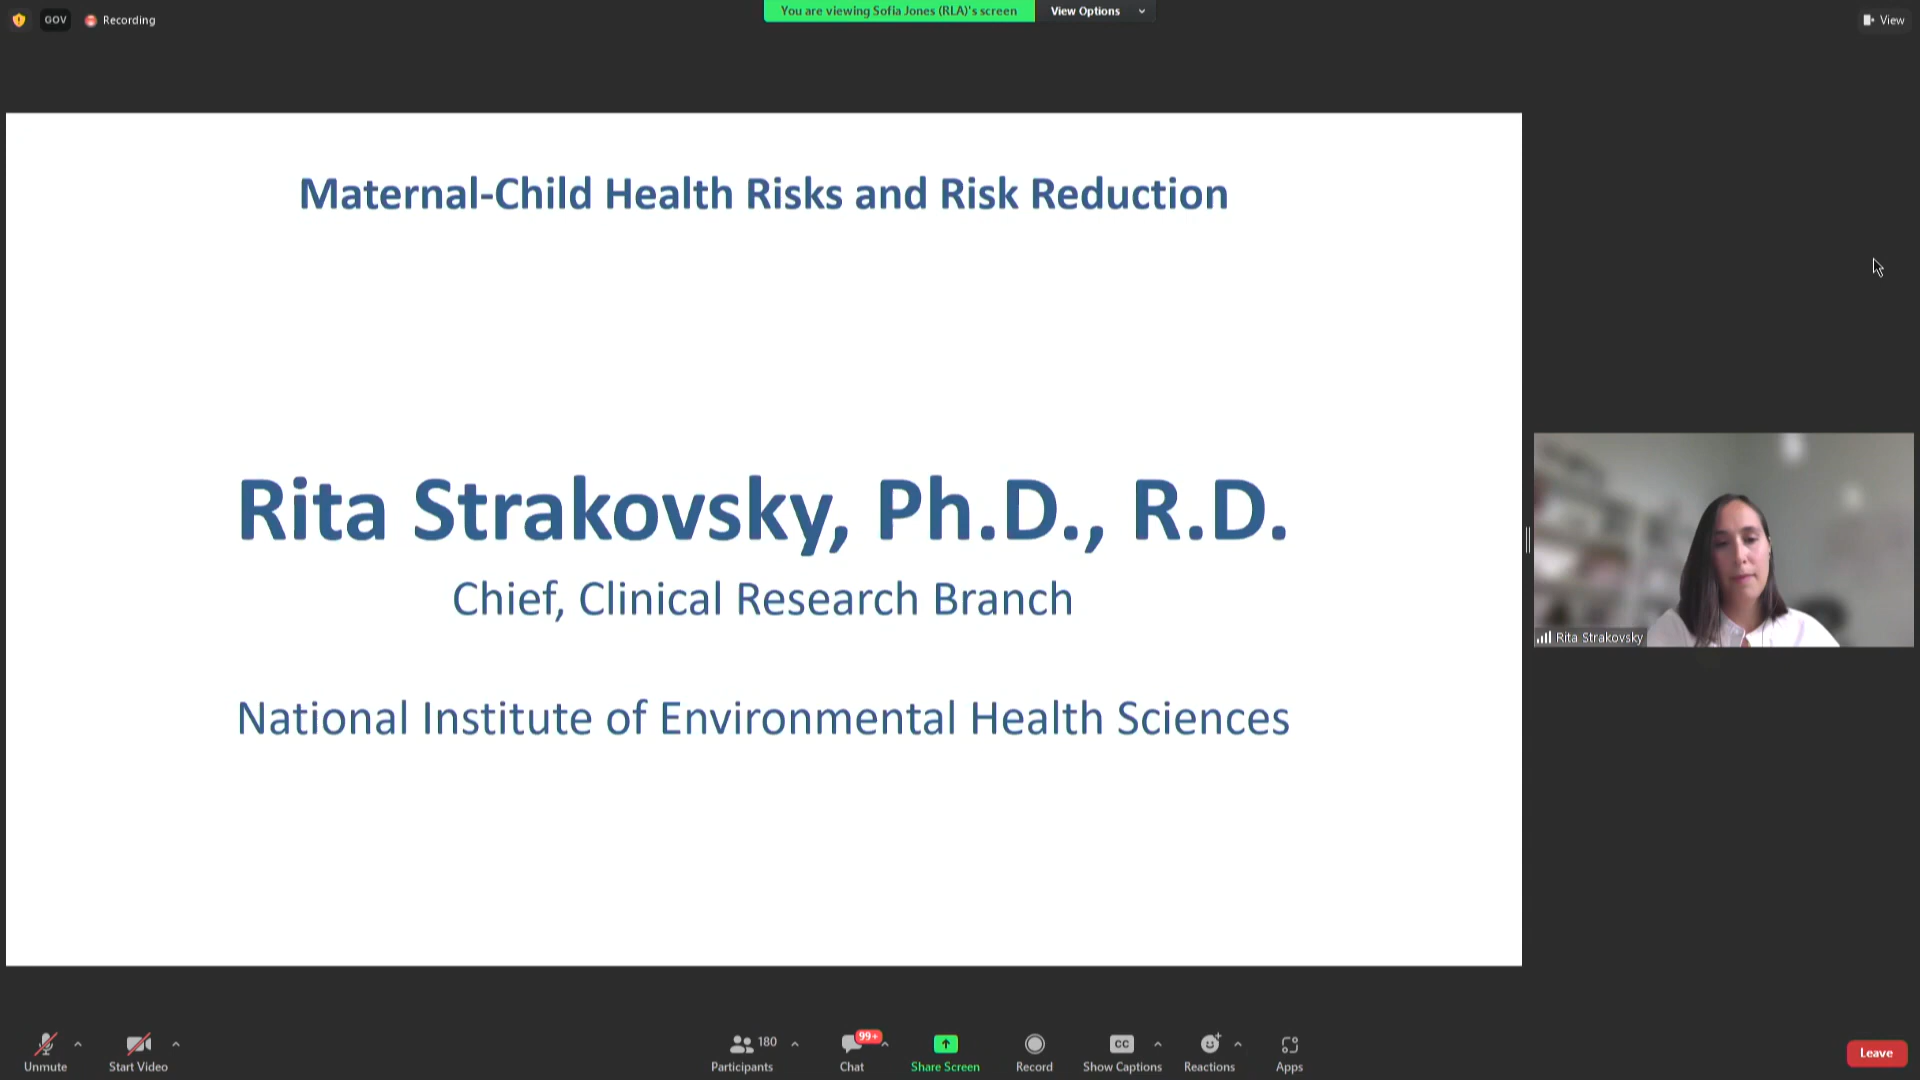 GOV
Recording
You are viewing Sofia Jones (RLA)'s screen
View Options
View
Maternal-Child Health Risks and Risk Reduction
Rita Strakovsky, Ph.D., R.D.
Chief, Clinical Research Branch
National Institute of Environmental Health Sciences
Rita Strakovsky
Unmute
Start Video
180
Participants
99+
Chat
Share Screen
Record
CC
Show Captions
Reactions
Apps
Leave